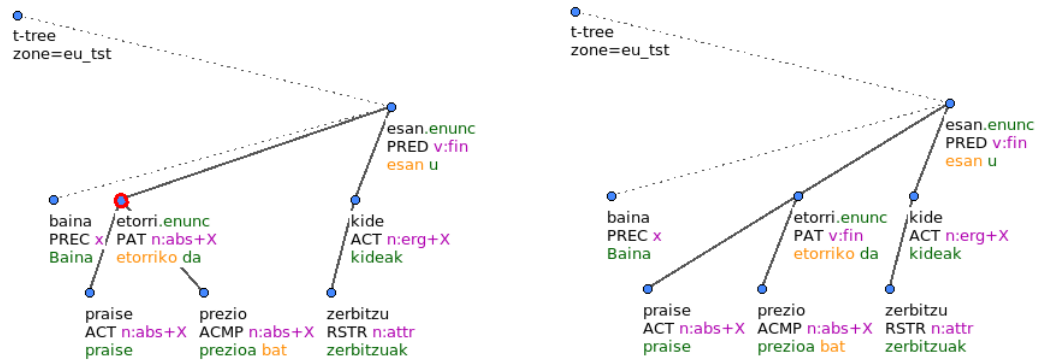 t-tree
zone=eu_tst
esan.enunc
PRED v:fin
esan u
baina
PREC x
Baina
etorri.enunc
PAT n:abs+X
etorriko da
kide
ACT n:erg+X
kideak
praise
ACT n:abs+X
praise
prezio
ACMP n:abs+X
prezioa bat
zerbitzu
RSTR n:attr
zerbitzuak
t-tree
zone=eu_tst
esan.enunc
PRED v:fin
esan u
baina
PREC x
Baina
etorri.enunc
PAT v:fin
etorriko da
kide
ACT n:erg+X
kideak
praise
ACT n:abs+X
praise
prezio
ACMP n:abs+X
prezioa bat
zerbitzu
RSTR n:attr
zerbitzuak